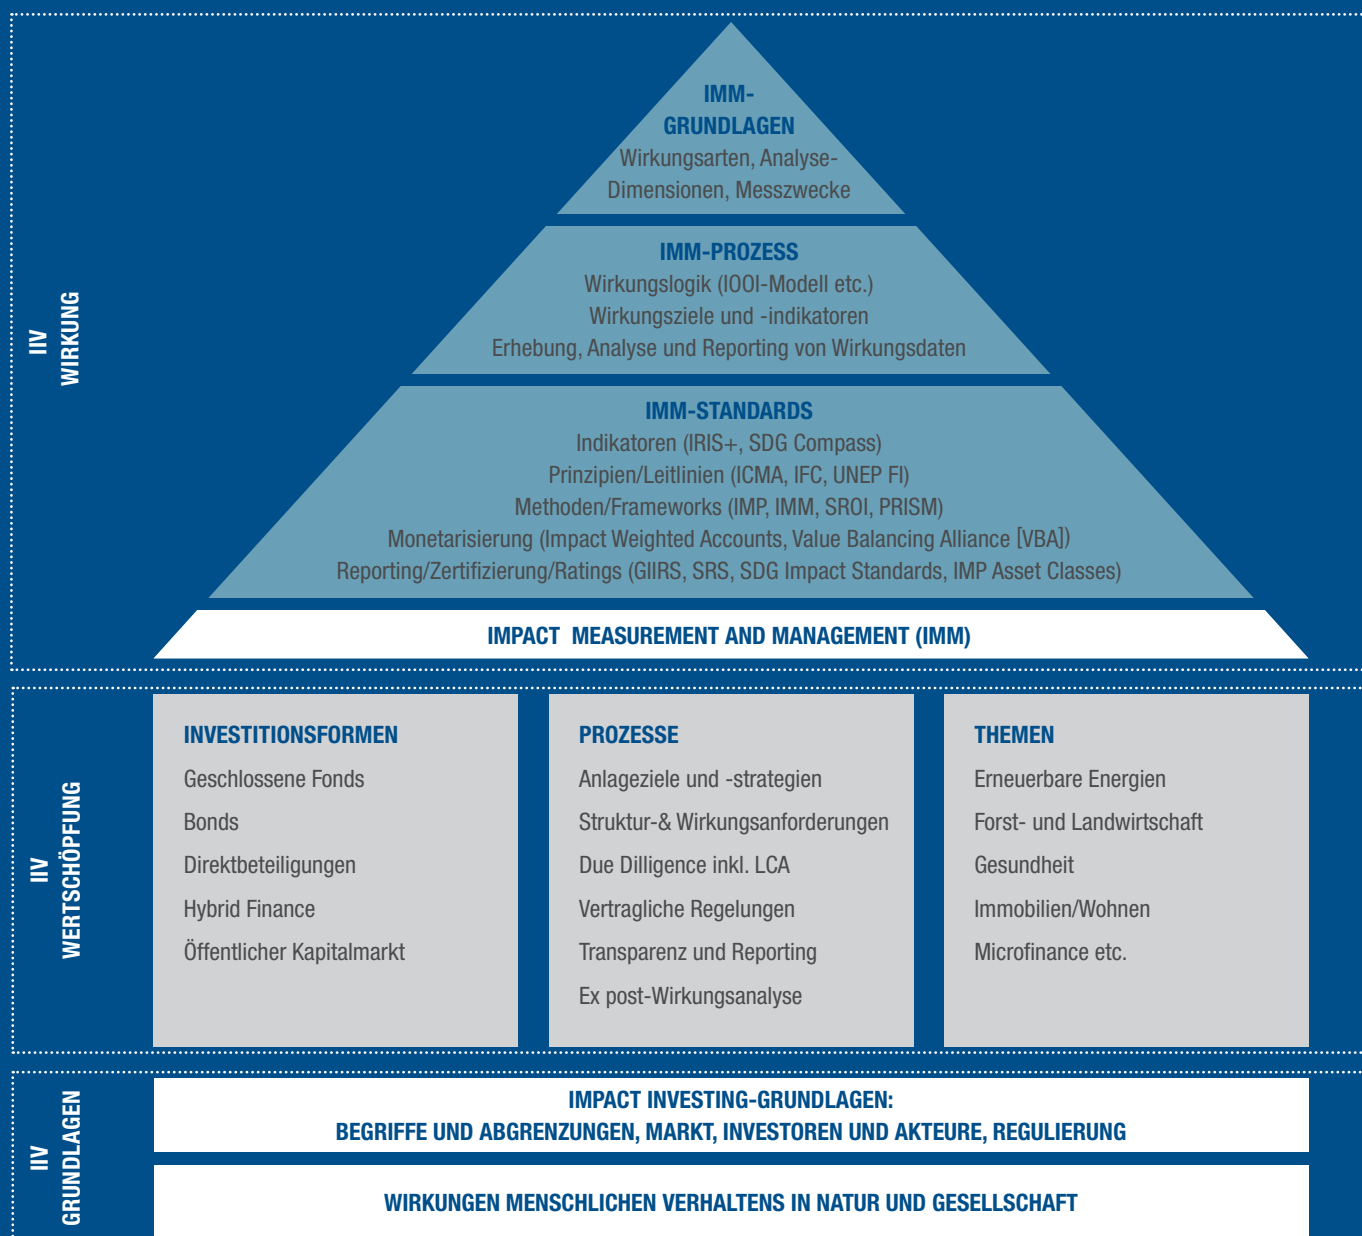 IMM-
GRUNDLAGEN
Wirkungsarten, Analyse-
Dimensionen, Messzwecke
IMM-PROZESS
Wirkungslogik (IOOI-Modell etc.)
Wirkungsziele und -indikatoren
Erhebung, Analyse und Reporting von Wirkungsdaten
IMM-STANDARDS
Indikatoren (IRIS+, SDG Compass)
Prinzipien/Leitlinien (ICMA, IFC, UNEP FI)
Methoden/Frameworks (IMP, IMM, SROI, PRISM)
Monetarisierung (Impact Weighted Accounts, Value Balancing Alliance [VBA])
Reporting/Zertifizierung/Ratings (GIIRS, SRS, SDG Impact Standards, IMP Asset Classes)
IMPACT MEASUREMENT AND MANAGEMENT (IMM)
IIV
WIRKUNG
IIV
WERTSCHÖPFUNG
INVESTITIONSFORMEN
Geschlossene Fonds
Bonds
Direktbeteiligungen
Hybrid Finance
Öffentlicher Kapitalmarkt
PROZESSE
Anlageziele und -strategien
Struktur-& Wirkungsanforderungen
Due Dilligence inkl. LCA
Vertragliche Regelungen
Transparenz und Reporting
Ex post-Wirkungsanalyse
THEMEN
Erneuerbare Energien
Forst- und Landwirtschaft
Gesundheit
Immobilien/Wohnen
Microfinance etc.
IIV
GRUNDLAGEN
IMPACT INVESTING-GRUNDLAGEN:
BEGRIFFE UND ABGRENZUNGEN, MARKT, INVESTOREN UND AKTEURE, REGULIERUNG
WIRKUNGEN MENSCHLICHEN VERHALTENS IN NATUR UND GESELLSCHAFT